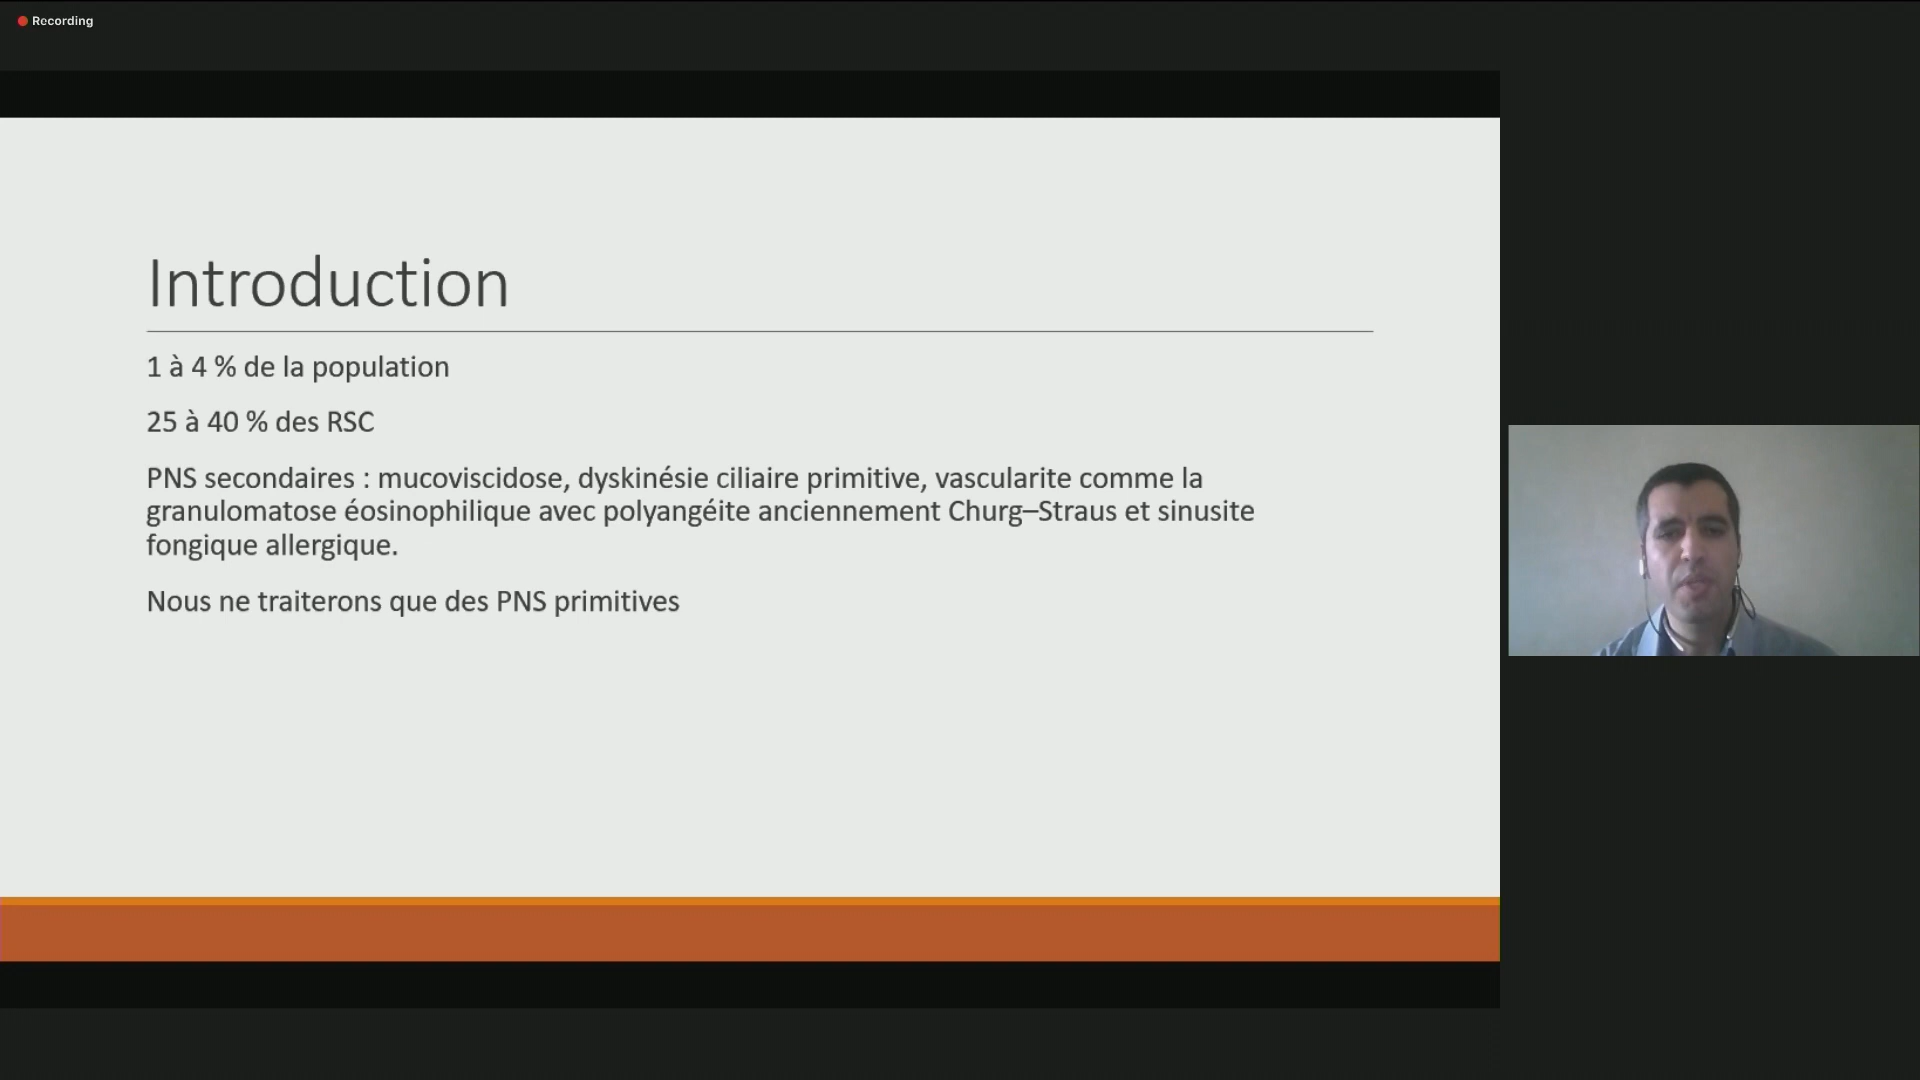 Recording
Introduction
1 à 4 % de la population
25 à 40 % des RSC
PNS secondaires : mucoviscidose, dyskinésie ciliaire primitive, vascularite comme la
granulomatose éosinophilique avec polyangéite anciennement Churg–Straus et sinusite
fongique allergique.
Nous ne traiterons que des PNS primitives